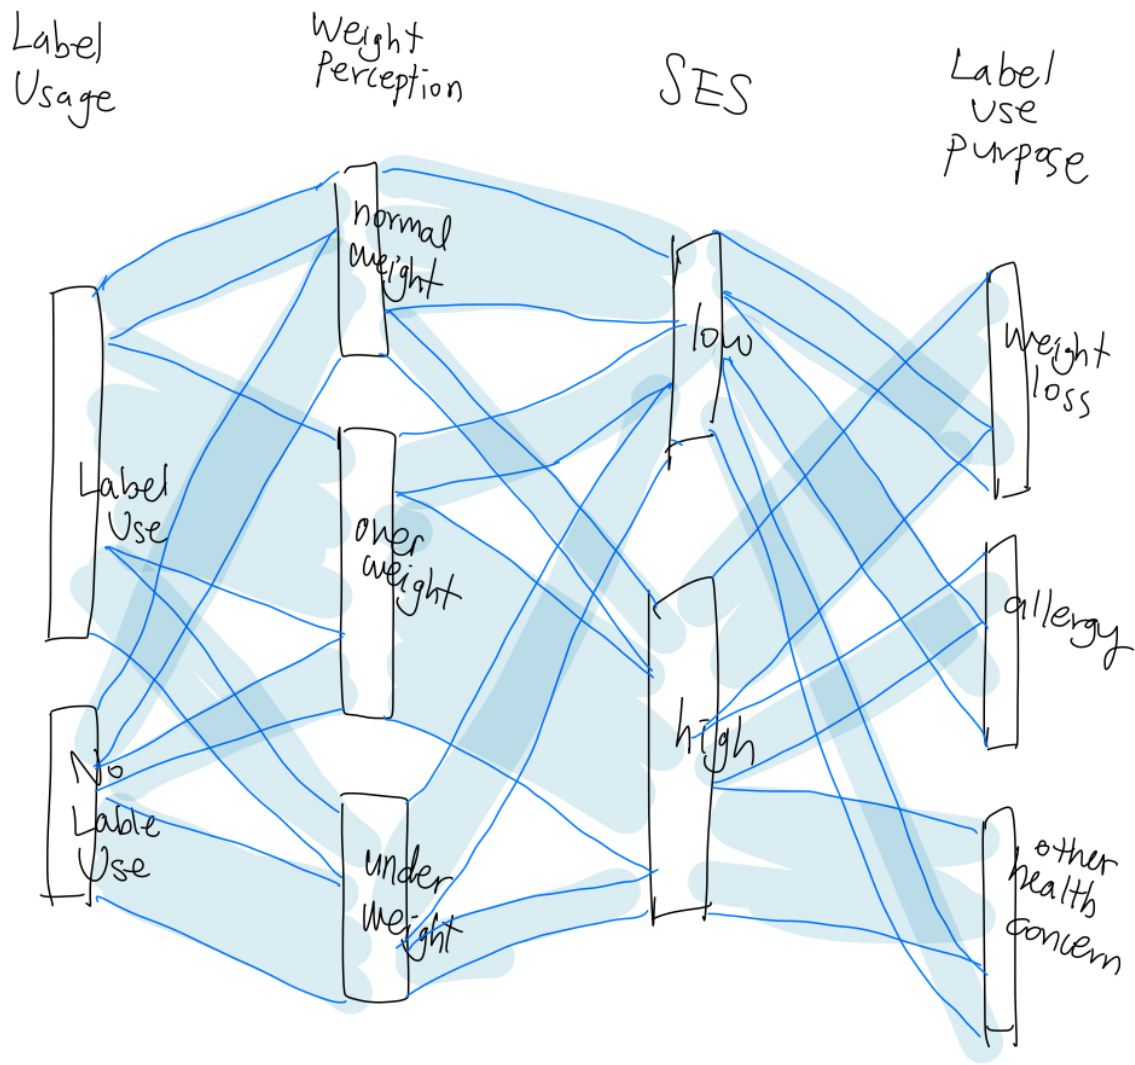 Label
Usage
Weight
Perception
SES
Label
use
purpose
normal
weight
low
weight
loss
Label
Use
over
weight
allergy
high
No
Lable
Use
under
weight
other
health
concern